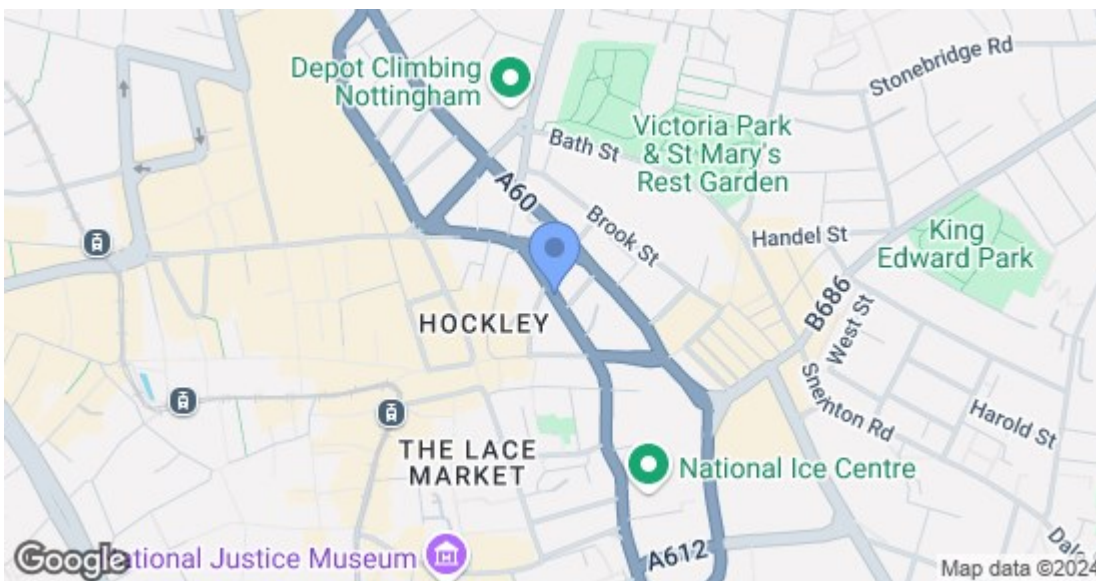 Stonebridge Rd
Depot Climbing
Nottingham
Bath St
Victoria Park
& St Mary's
Rest Garden
A60
Brook St
Handel St
King
Edward Park
HOCKLEY
B686
West St
Sneinton Rd
Harold St
THE LACE
MARKET
National Ice Centre
Google
ational Justice Museum
A612
Dale
Map data ©2024